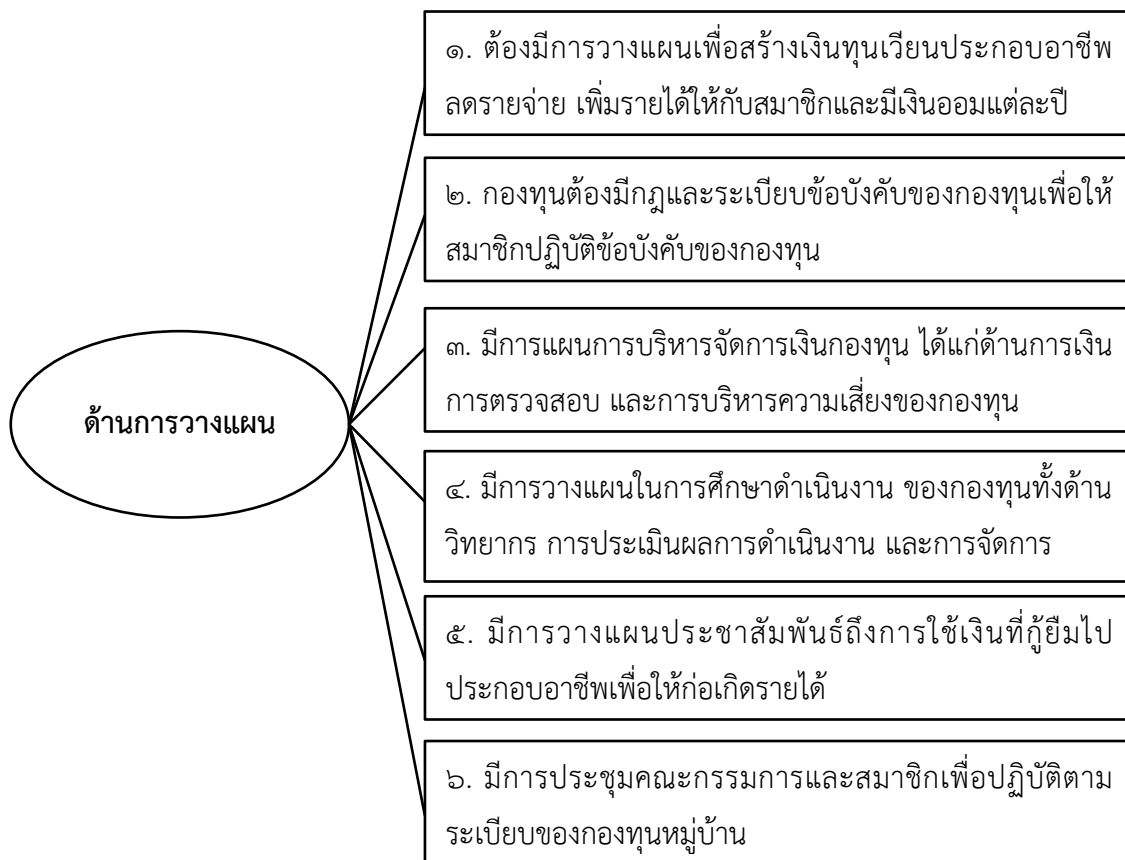 ๑. ต้องมีการวางแผนเพื่อสร้างเงินทุนเวียนประกอบอาชีพ
ลดรายจ่าย เพิ่มรายได้ให้กับสมาชิกและมีเงินออมแต่ละปี
๒. กองทุนต้องมีกฎและระเบียบข้อบังคับของกองทุนเพื่อให้
สมาชิกปฏิบัติข้อบังคับของกองทุน
๓. มีการแผนการบริหารจัดการเงินกองทุน ได้แก่ด้านการเงิน
การตรวจสอบ และการบริหารความเสี่ยงของกองทุน
ด้านการวางแผน
๔. มีการวางแผนในการศึกษาดำเนินงาน ของกองทุนทั้งด้าน
วิทยากร การประเมินผลการดำเนินงาน และการจัดการ
๕. มีการวางแผนประชาสัมพันธ์ถึงการใช้เงินที่กู้ยืมไป
ประกอบอาชีพเพื่อให้ก่อเกิดรายได้
๖. มีการประชุมคณะกรรมการและสมาชิกเพื่อปฏิบัติตาม
ระเบียบของกองทุนหมู่บ้าน